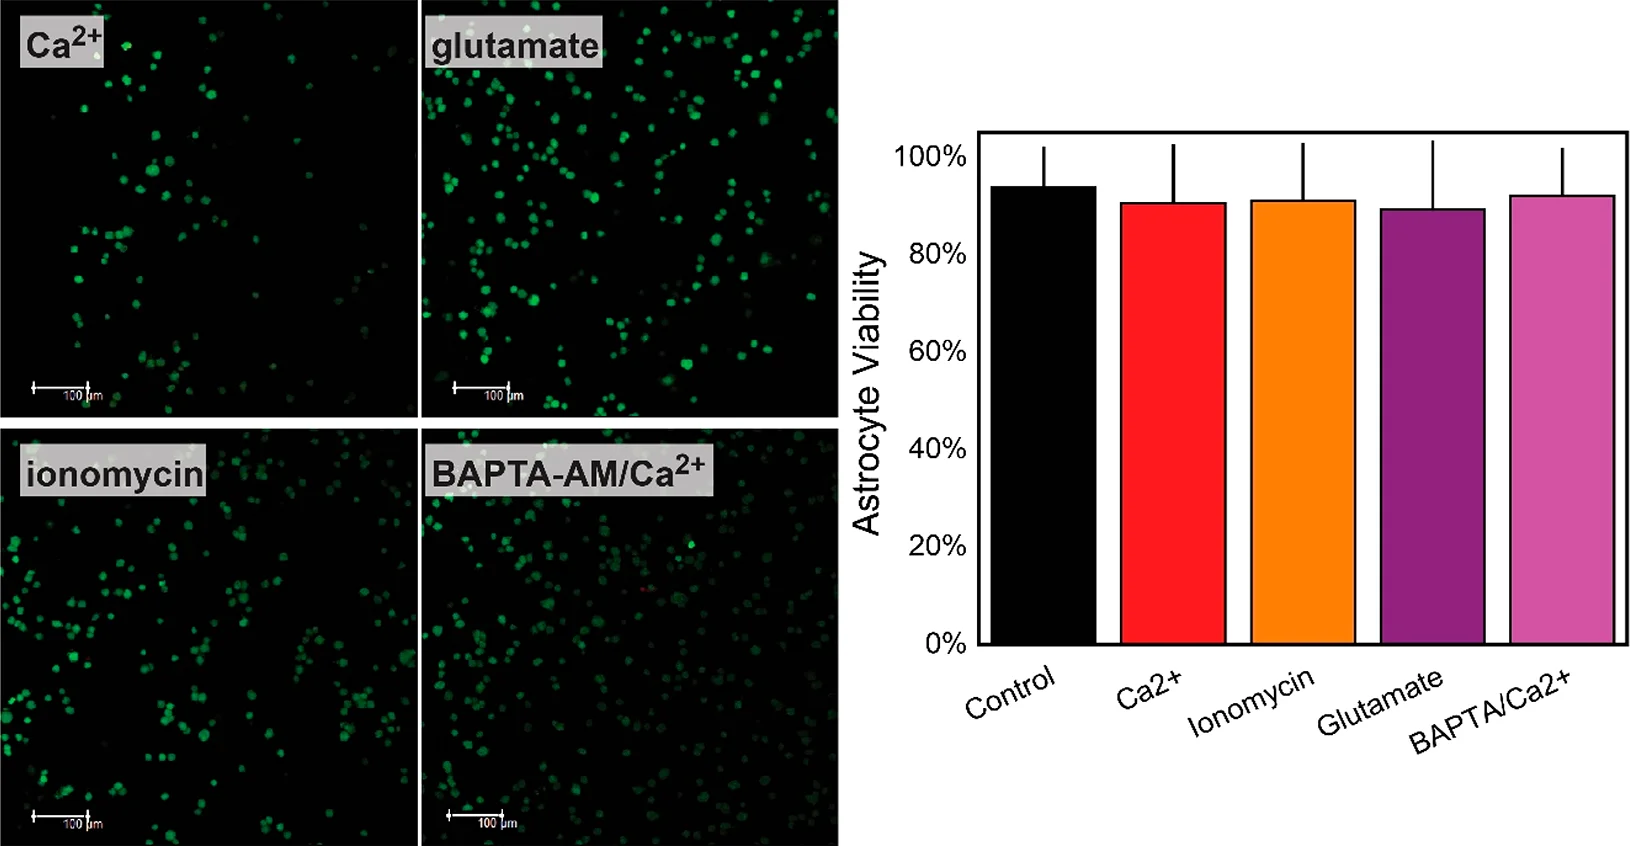 Ca2+
glutamate
100 µm
100 µm
ionomycin
BAPTA-AM/Ca2+
100 µm
100 µm
Astrocyte Viability
100%
80%
60%
40%
20%
0%
Control
Ca2+
Ionomycin
Glutamate
BAPTA/Ca2+